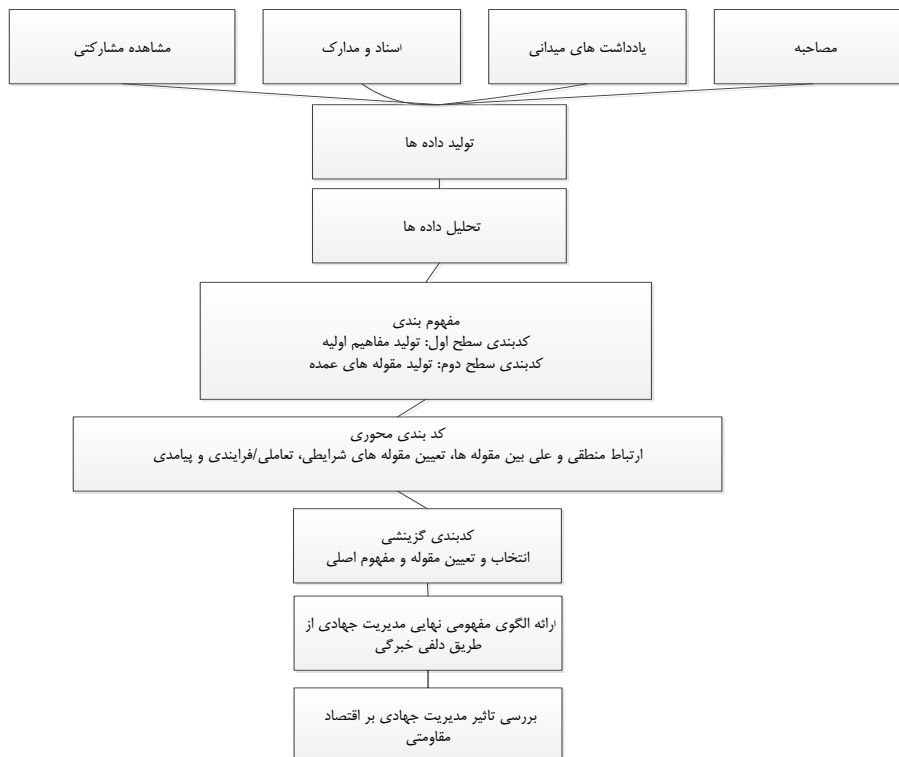 مصاحبه
یادداشت های میدانی
اسناد و مدارک
مشاهده مشارکتی
تولید داده ها
تحلیل داده ها
مفهوم بندی
کدبندی سطح اول: تولید مفاهیم اولیه
کدبندی سطح دوم: تولید مقوله های عمده
کد بندی محوری
ارتباط منطقی و علی بین مقوله ها، تعیین مقوله های شرایطی، تعاملی/فرایندی و پیامدی
کدبندی گزینشی
انتخاب و تعیین مقوله و مفهوم اصلی
ارائه الگوی مفهومی نهایی مدیریت جهادی از
طریق دلفی خبرگی
بررسی تاثیر مدیریت جهادی بر اقتصاد
مقاومتی